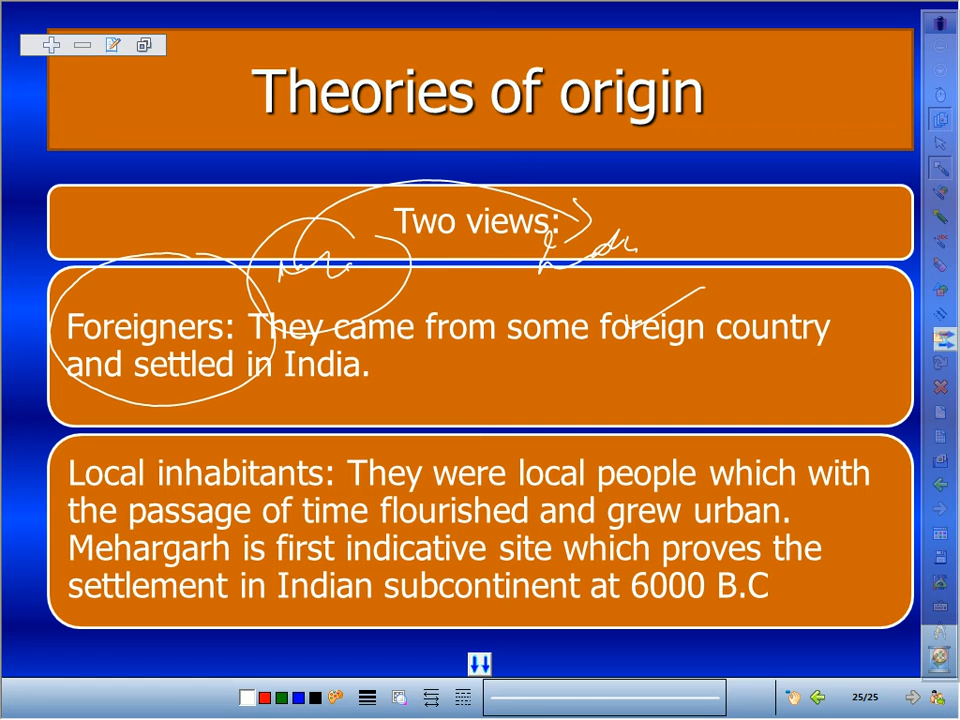 Theories of origin
Two views:
Foreigners: They came from some foreign country
and settled in India.
Local inhabitants: They were local people which with
the passage of time flourished and grew urban.
Mehargarh is first indicative site which proves the
settlement in Indian subcontinent at 6000 B.C
25/25